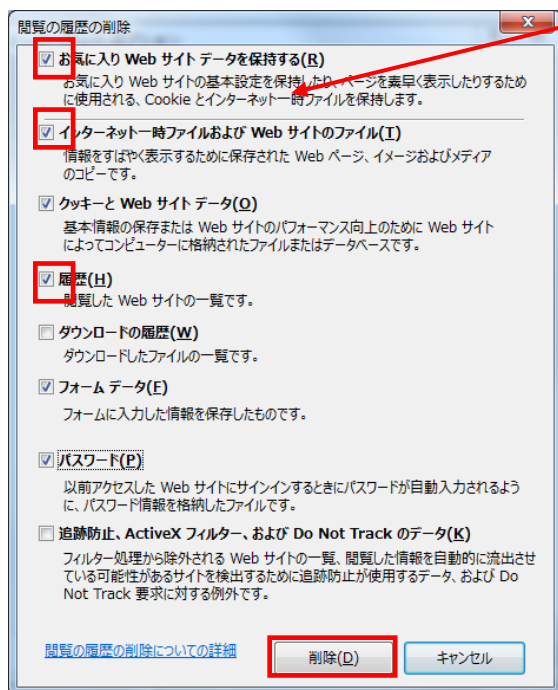 閲覧の履歴の削除
お気に入り Web サイト データを保持する(R)
お気に入り Web サイトの基本設定を保持したり、ページを素早く表示したりするため
に使用される、Cookie とインターネット一時ファイルを保持します。
インターネット一時ファイルおよび Web サイトのファイル(T)
情報をすばやく表示するために保存された Web ページ、イメージおよびメディア
のコピーです。
クッキーと Web サイト データ(O)
基本情報の保存または Web サイトのパフォーマンス向上のために Web サイト
によってコンピューターに格納されたファイルまたはデータベースです。
履歴(H)
閲覧した Web サイトの一覧です。
ダウンロードの履歴(W)
ダウンロードしたファイルの一覧です。
フォーム データ(F)
フォームに入力した情報を保存したものです。
パスワード(P)
以前アクセスした Web サイトにサインインするときにパスワードが自動入力されるよう
に、パスワード情報を格納したファイルです。
追跡防止、ActiveX フィルター、および Do Not Track のデータ(K)
フィルター処理から除外される Web サイトの一覧、閲覧した情報を自動的に流出させ
ている可能性があるサイトを検出するために追跡防止が使用するデータ、および Do
Not Track 要求に対する例外です。
閲覧の履歴の削除についての詳細
削除(D)
キャンセル